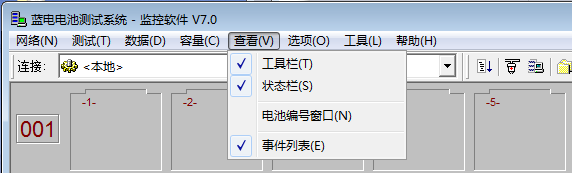 蓝电电池测试系统 - 监控软件 V7.0
网络(N) 测试(T) 数据(D) 容量(C) 查看(V) 选项(O) 工具(L) 帮助(H)
连接: <本地>
工具栏(T)
状态栏(S)
电池编号窗口(N)
事件列表(E)
001 -1- -2- -5-